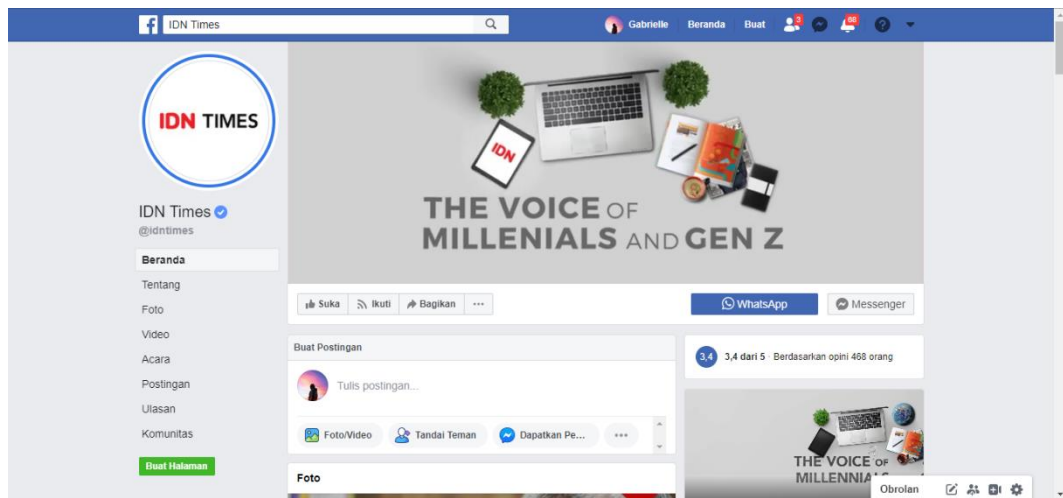 IDN Times
Gabrielle Beranda Buat 3 68
IDN TIMES
IDN
THE VOICE OF
MILLENIALS AND GEN Z
IDN Times
@idntimes
Beranda
Tentang
Foto
Video
Acara
Postingan
Ulasan
Komunitas
Buat Halaman
Suka Ikuti Bagikan ...
WhatsApp Messenger
Buat Postingan
Tulis postingan...
Foto/Video Tandai Teman Dapatkan Pe... ...
Foto
3,4 3,4 dari 5 · Berdasarkan opini 468 orang
THE VOICE OF
MILLENNIA
Obrolan